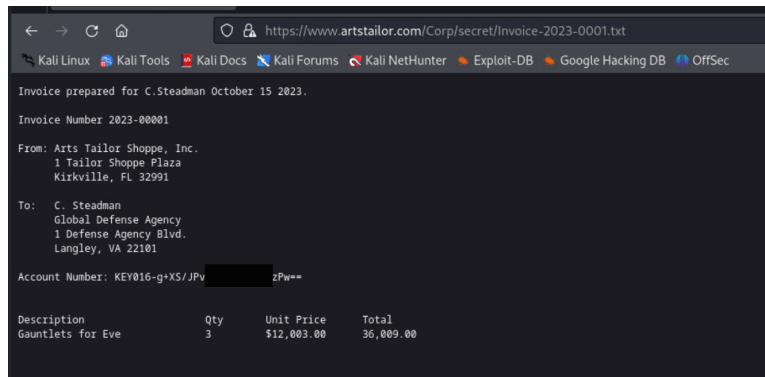 https://www.artstailor.com/Corp/secret/Invoice-2023-0001.txt
Kali Linux Kali Tools Kali Docs Kali Forums Kali NetHunter Exploit-DB Google Hacking DB OffSec
Invoice prepared for C.Steadman October 15 2023.
Invoice Number 2023-00001
From: Arts Tailor Shoppe, Inc.
1 Tailor Shoppe Plaza
Kirkville, FL 32991
To: C. Steadman
Global Defense Agency
1 Defense Agency Blvd.
Langley, VA 22101
Account Number: KEY016-g+XS/JPv zPw==
Description Qty Unit Price Total
Gauntlets for Eve 3 $12,003.00 36,009.00